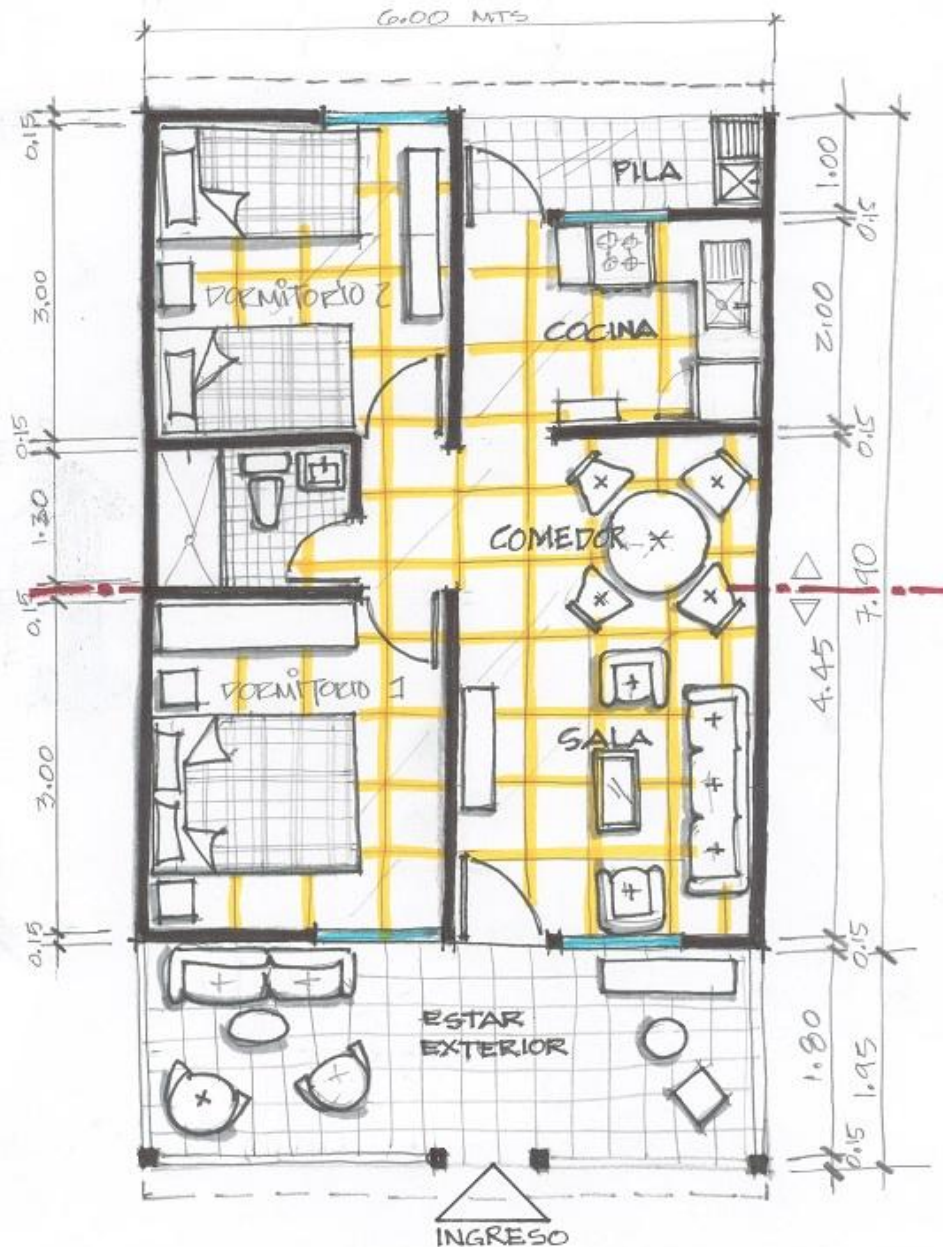 6.00 MTS
0.15
3.00
0.15
1.30
0.15
3.00
0.15
PILA
DORMITORIO 2
COCINA
COMEDOR
DORMITORIO 1
SALA
ESTAR
EXTERIOR
INGRESO
1.00
0.15
2.00
0.15
4.45
7.90
0.15
1.80
1.95
0.15